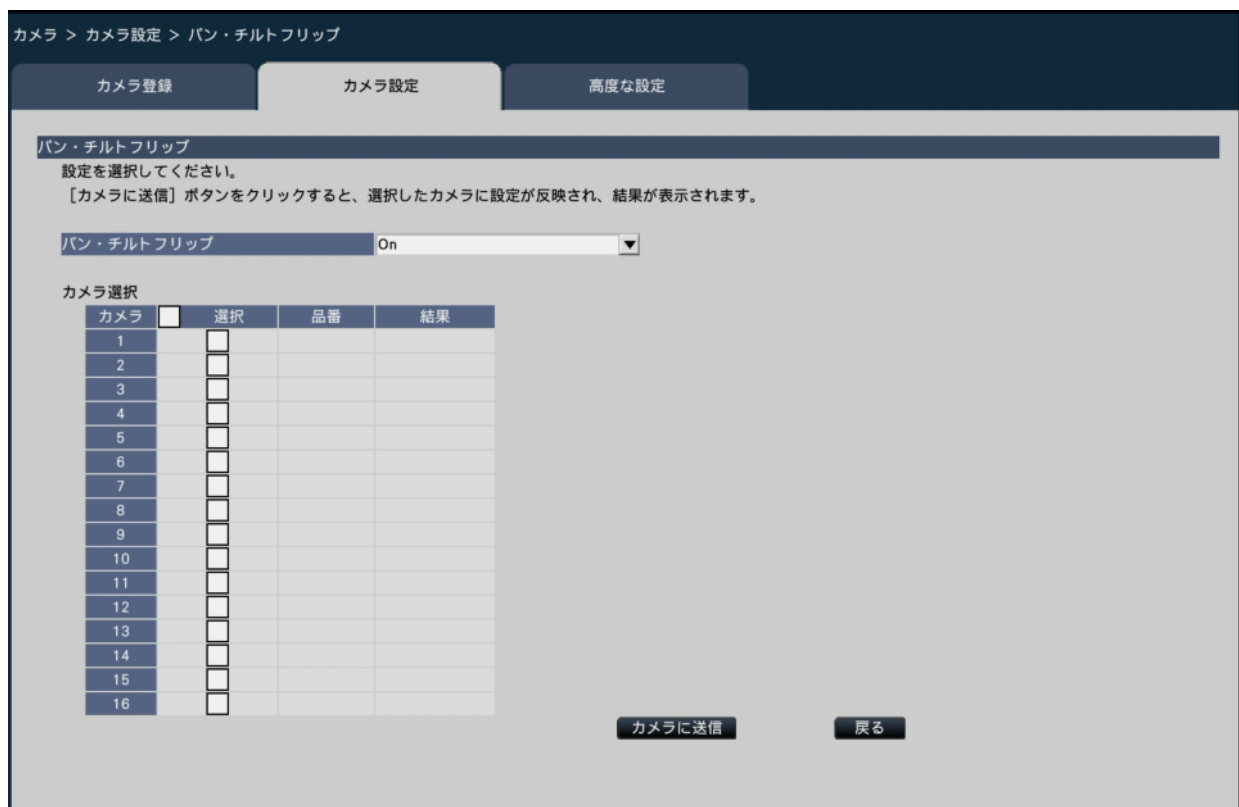 カメラ > カメラ設定 > パン・チルトフリップ
カメラ登録 カメラ設定 高度な設定
パン・チルトフリップ
設定を選択してください。
［カメラに送信］ボタンをクリックすると、選択したカメラに設定が反映され、結果が表示されます。
パン・チルトフリップ On
カメラ選択
カメラ 選択 品番 結果
1
2
3
4
5
6
7
8
9
10
11
12
13
14
15
16
カメラに送信 戻る